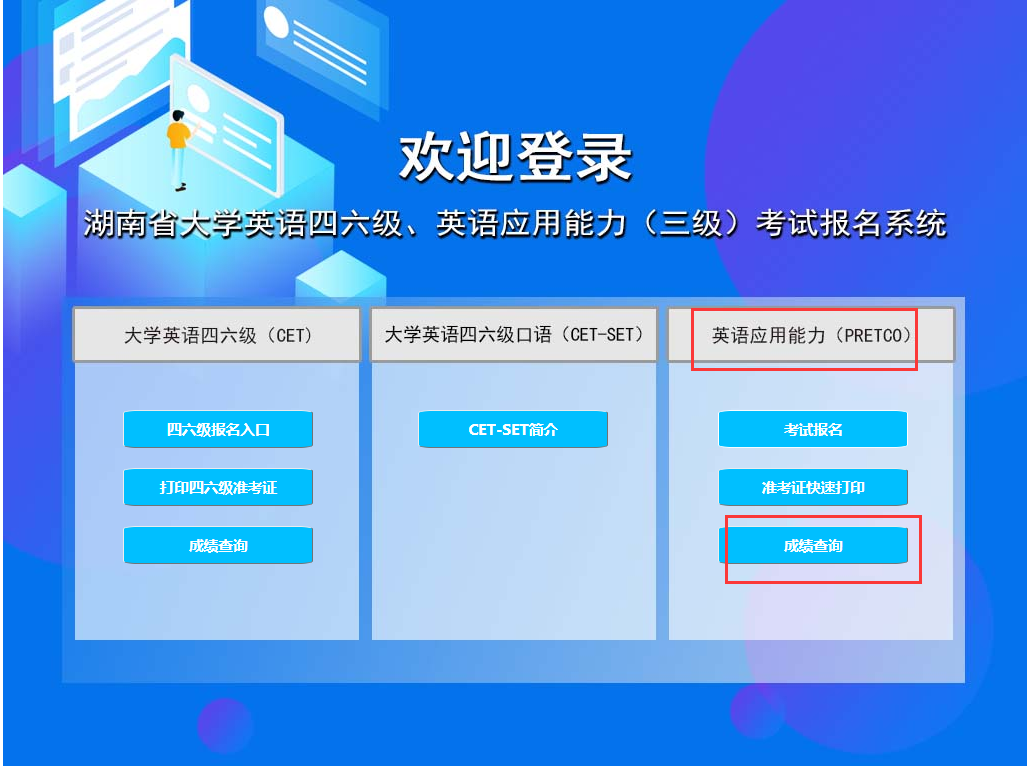 欢迎登录
湖南省大学英语四六级、英语应用能力（三级）考试报名系统
大学英语四六级（CET）
四六级报名入口
打印四六级准考证
成绩查询
大学英语四六级口语（CET-SET）
CET-SET简介
英语应用能力（PRETCO）
考试报名
准考证快速打印
成绩查询